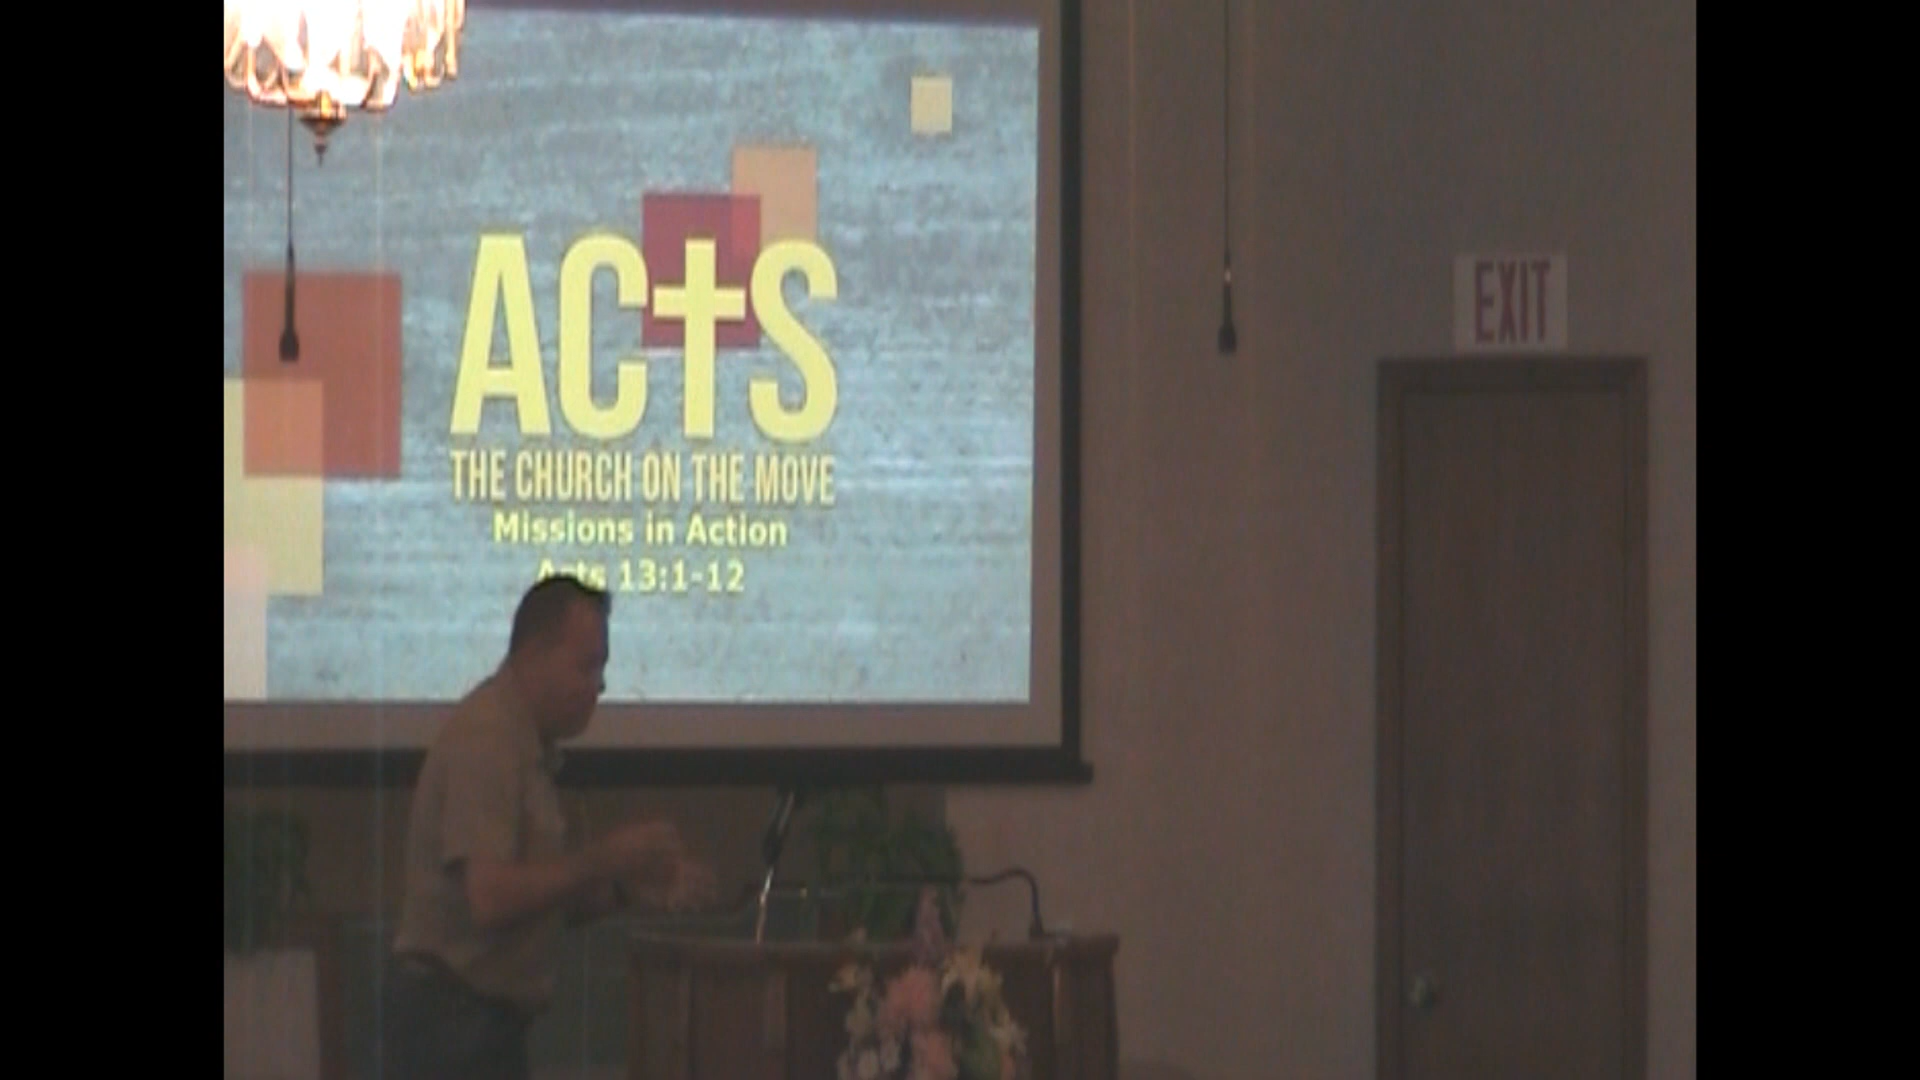 ACTS
THE CHURCH ON THE MOVE
Missions in Action
Acts 13:1-12
EXIT